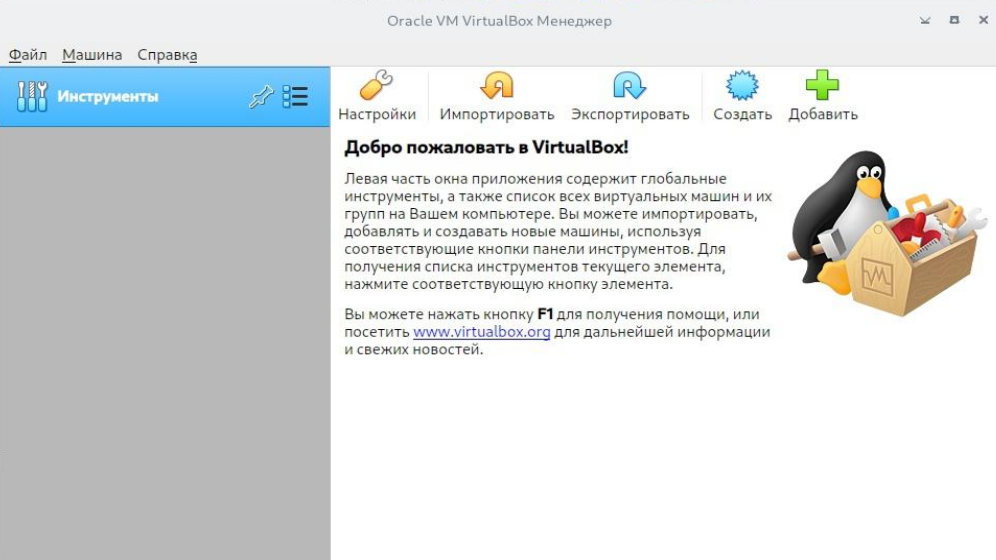 Oracle VM VirtualBox Менеджер
Файл Машина Справка
Инструменты
Настройки Импортировать Экспортировать Создать Добавить
Добро пожаловать в VirtualBox!
Левая часть окна приложения содержит глобальные
инструменты, а также список всех виртуальных машин и их
групп на Вашем компьютере. Вы можете импортировать,
добавлять и создавать новые машины, используя
соответствующие кнопки панели инструментов. Для
получения списка инструментов текущего элемента,
нажмите соответствующую кнопку элемента.
Вы можете нажать кнопку F1 для получения помощи, или
посетить www.virtualbox.org для дальнейшей информации
и свежих новостей.